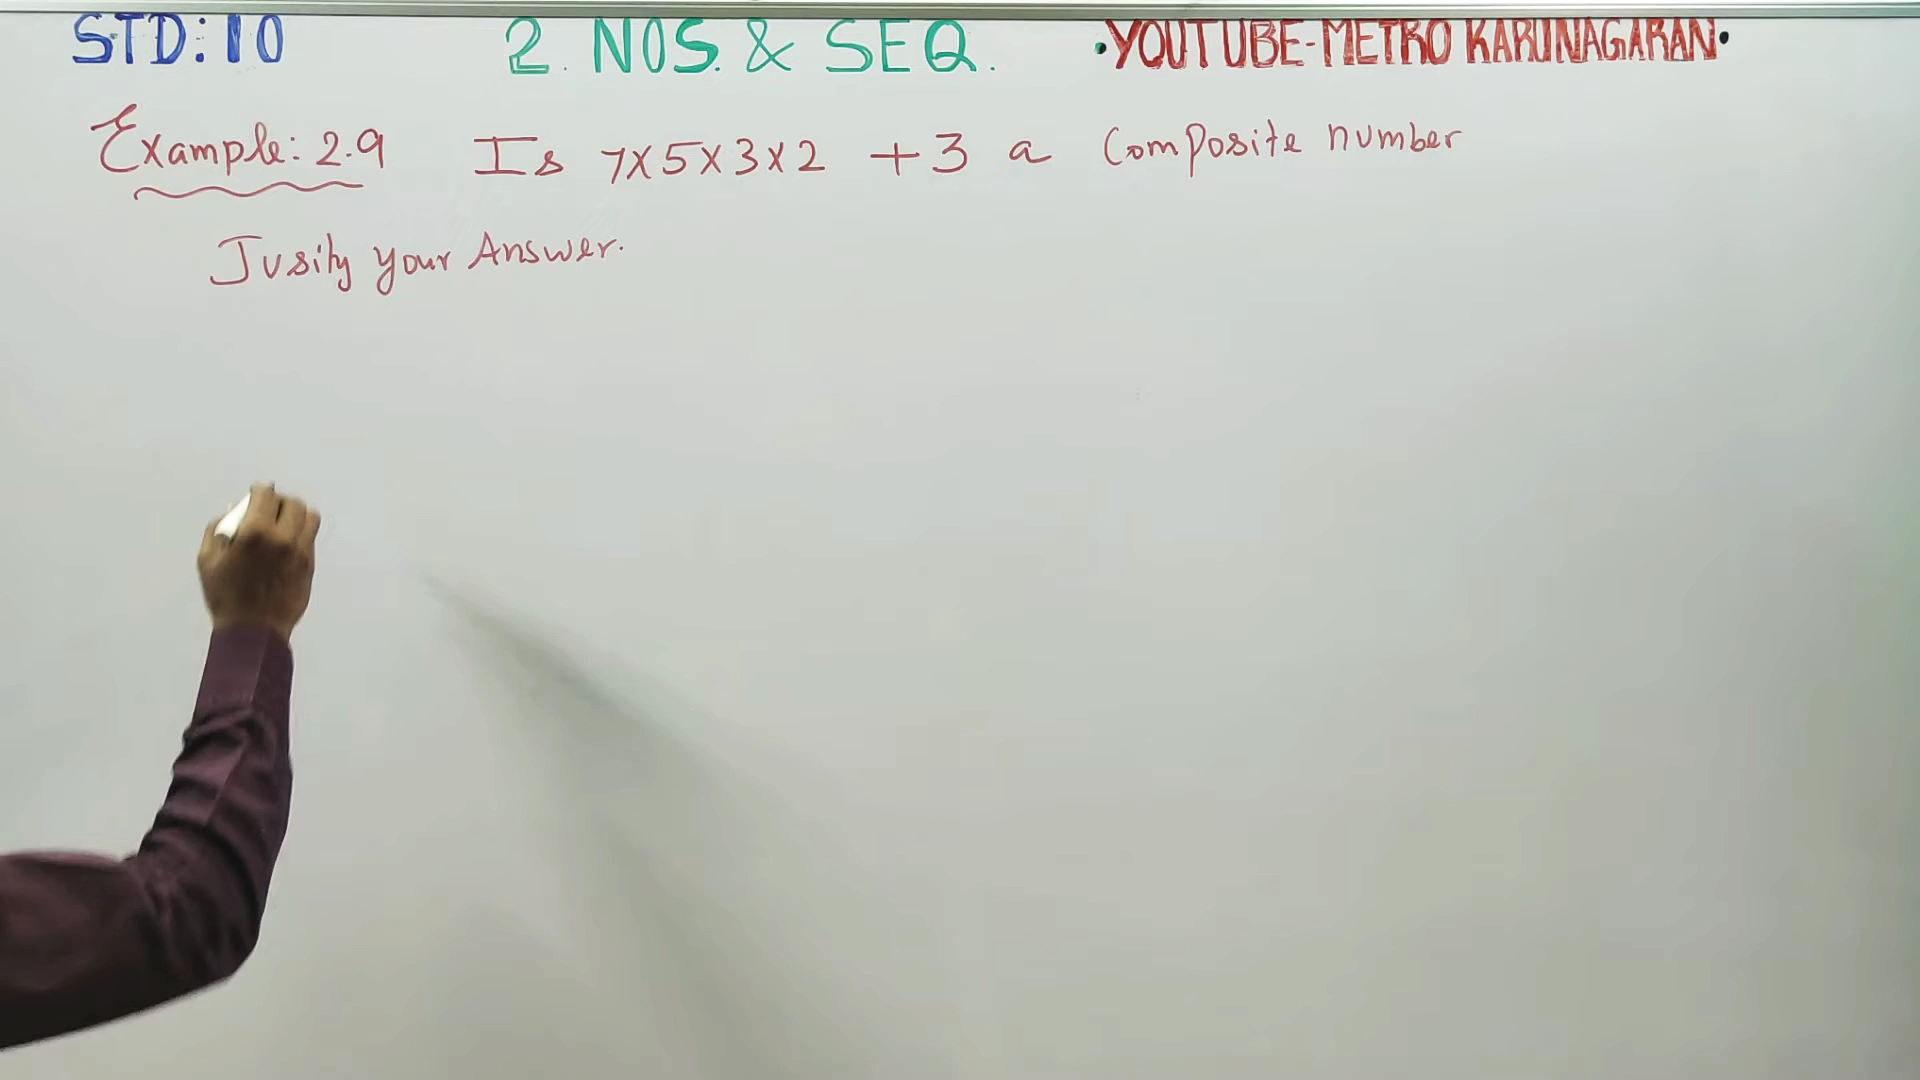 STD:10 2. NOS. & SEQ. •YOUTUBE-METRO KARUNAGARAN•
Example: 2.9 Is 7x5x3x2 +3 a Composite number
Jusity your Answer.